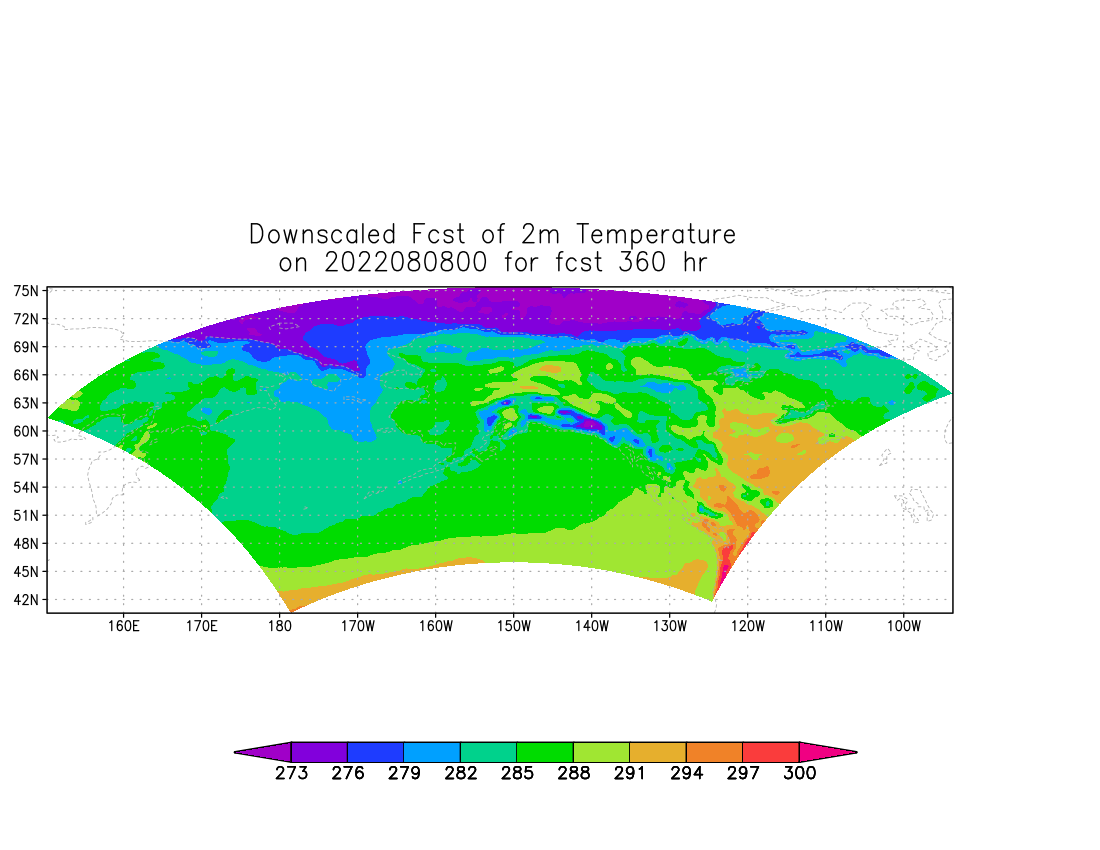 Downscaled Fcst of 2m Temperature
on 2022080800 for fcst 360 hr
75N
72N
69N
66N
63N
60N
57N
54N
51N
48N
45N
42N
160E 170E 180 170W 160W 150W 140W 130W 120W 110W 100W
273 276 279 282 285 288 291 294 297 300